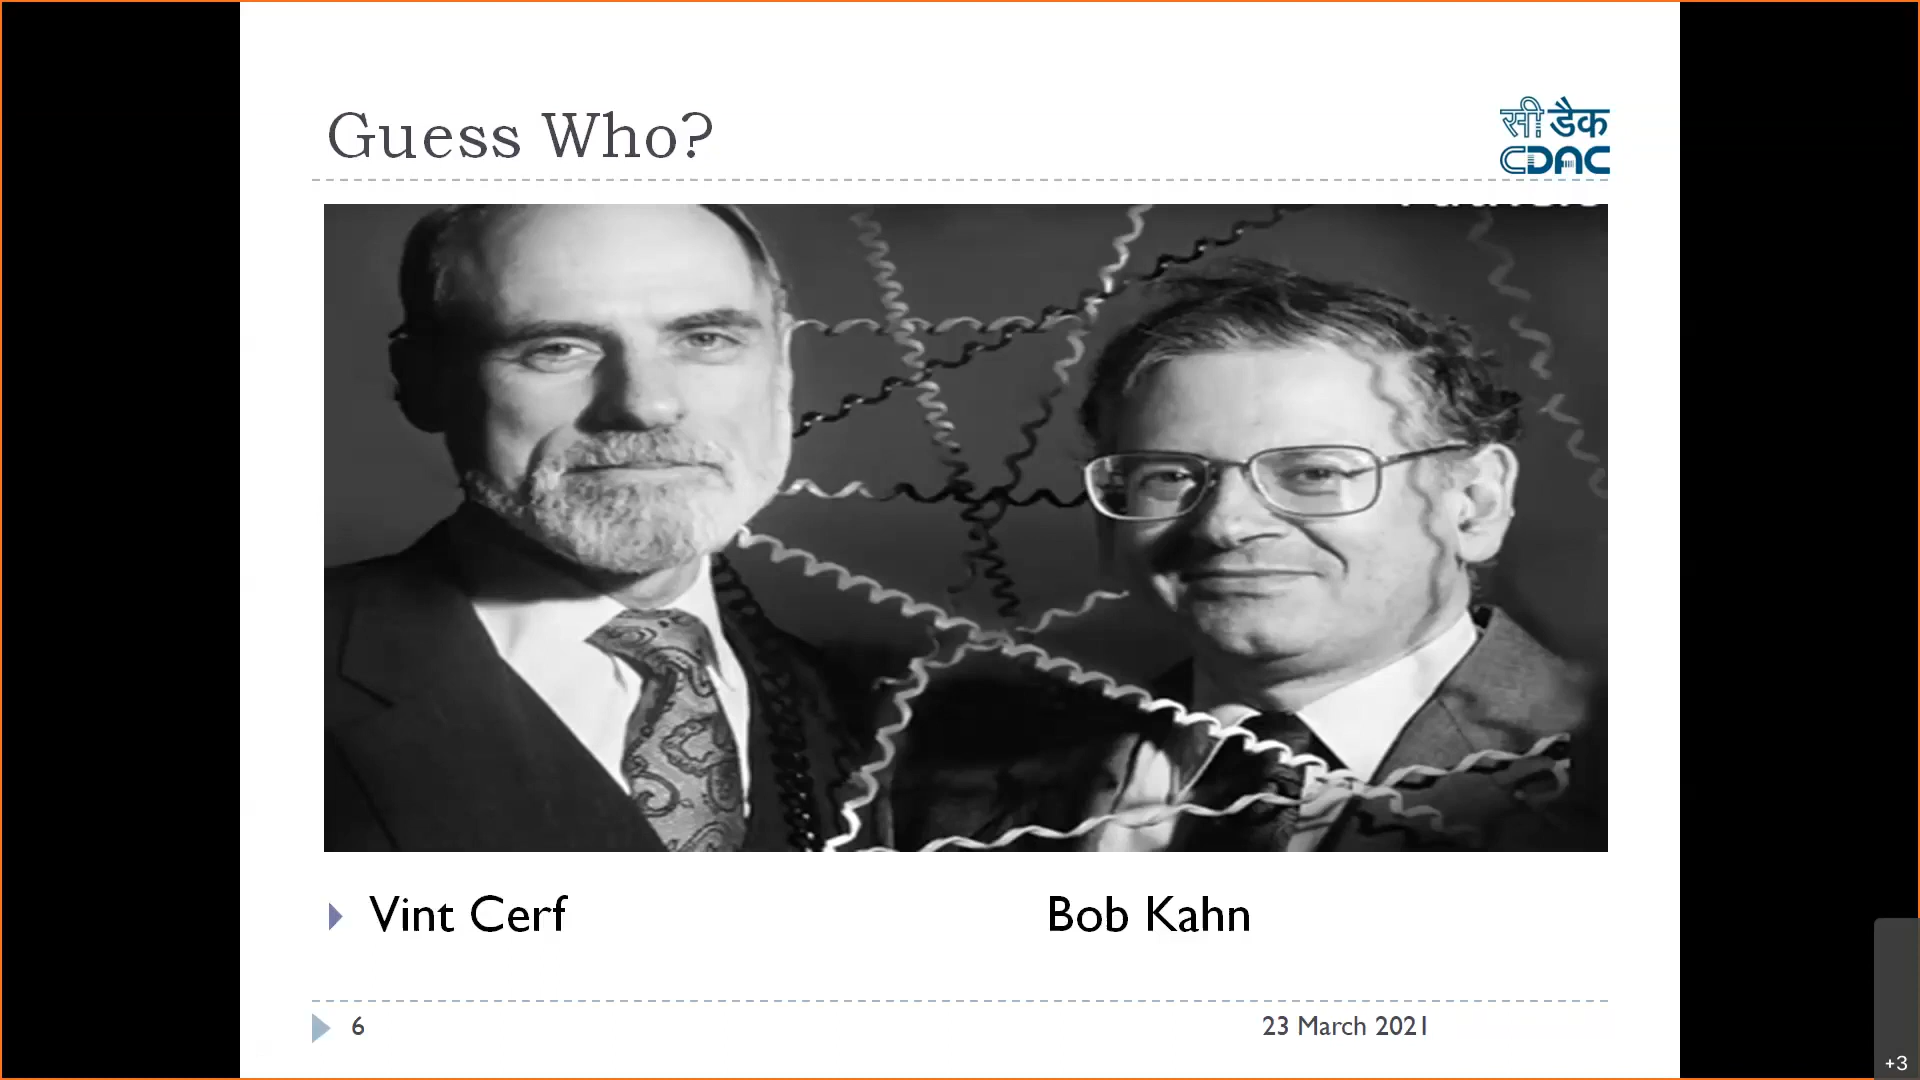 Guess Who?
सी डैक
CDAC
Vint Cerf
Bob Kahn
6
23 March 2021
+3